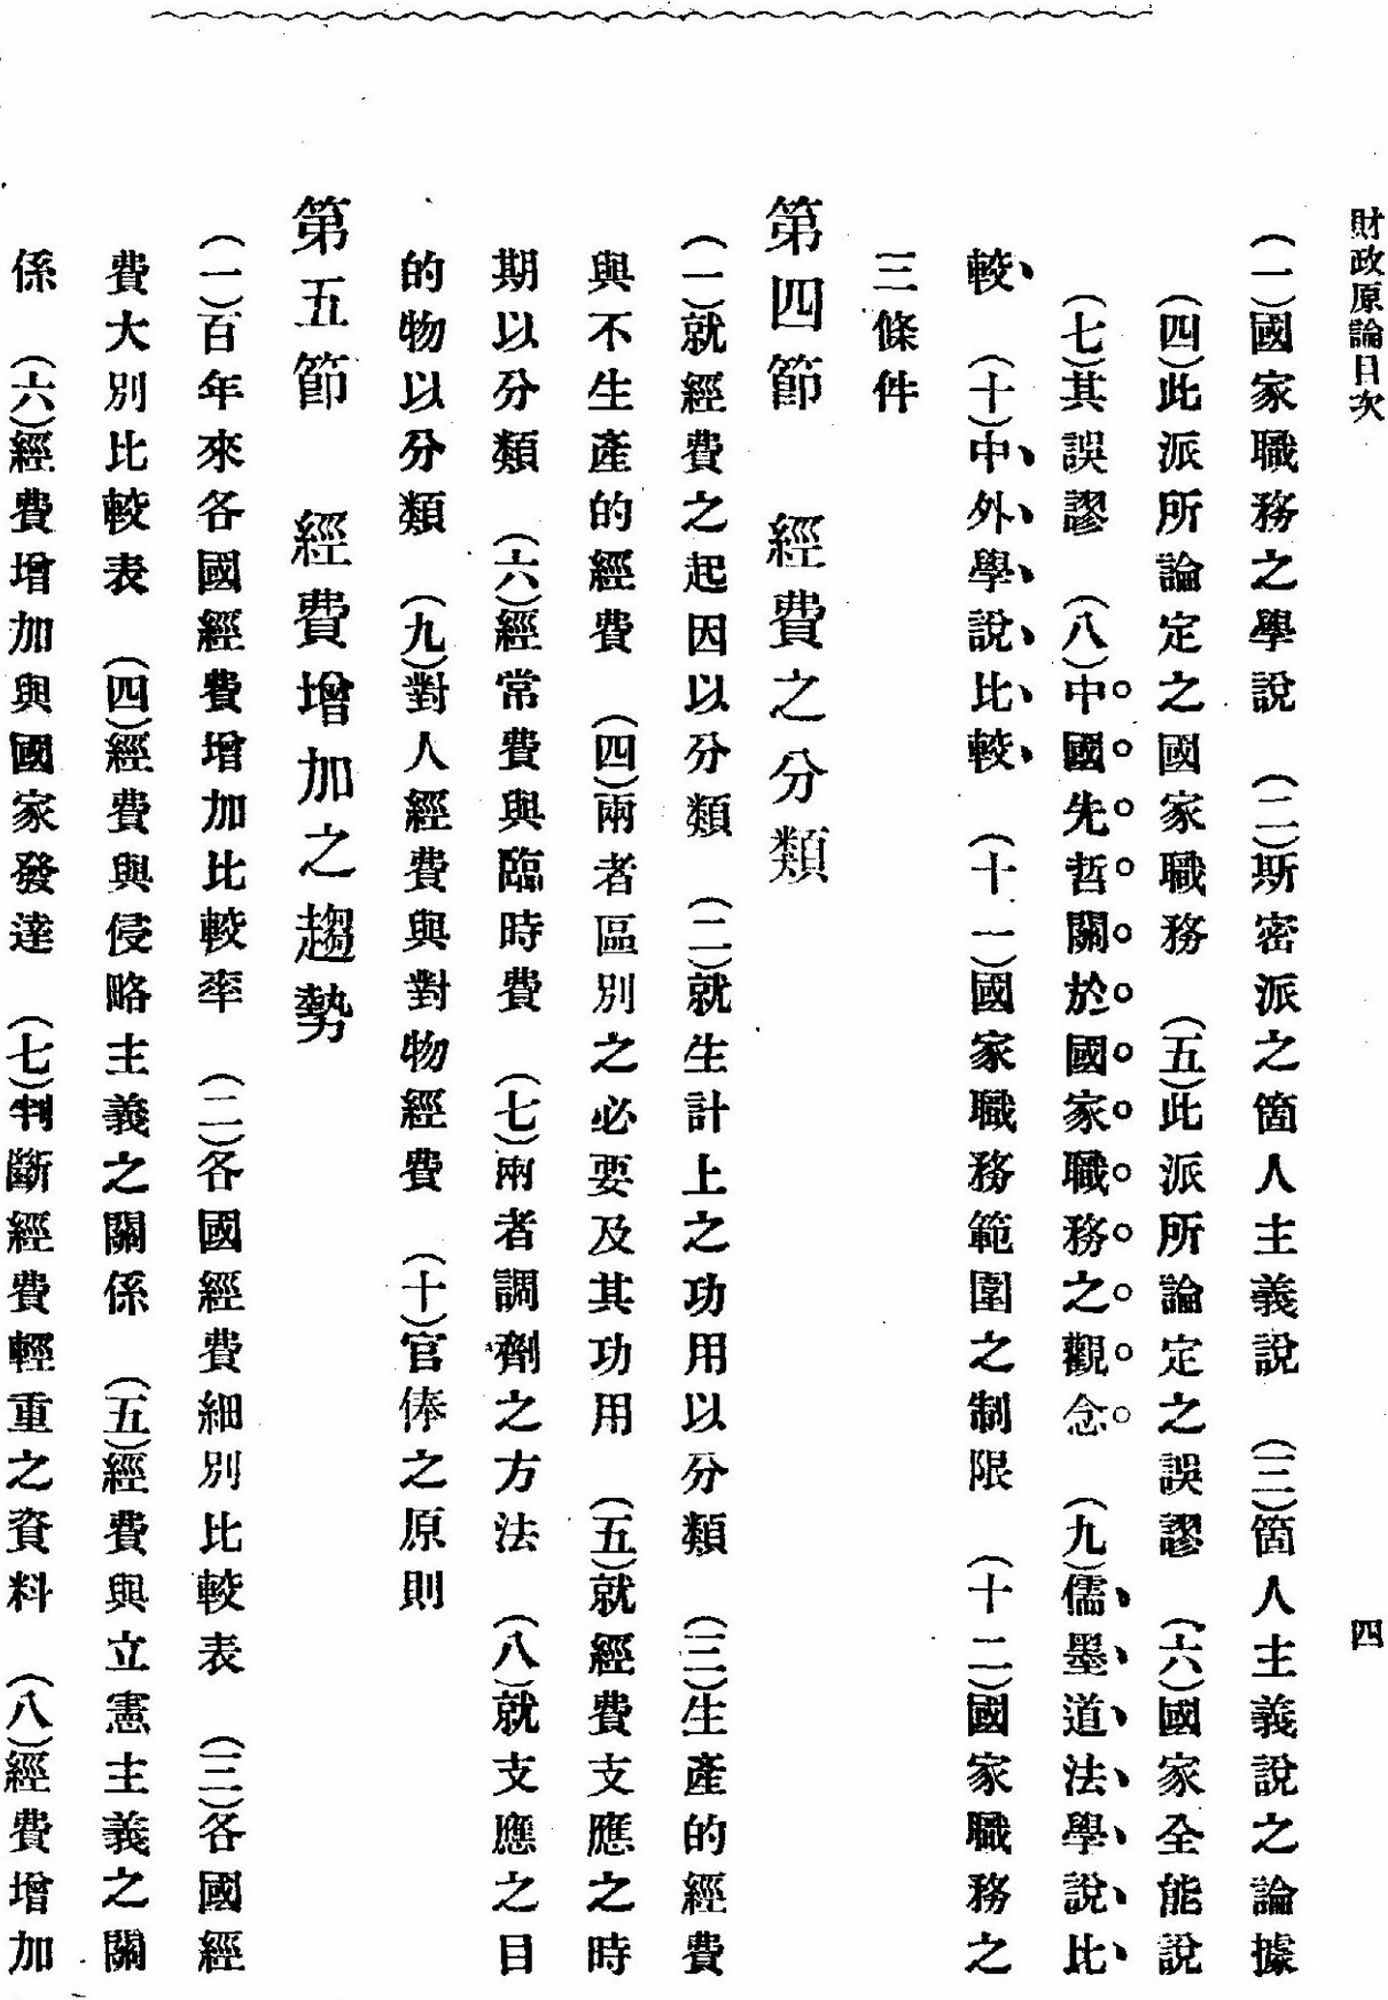 財政原論目次
四
(一)國家職務之學說　(二)斯密派之箇人主義說　(三)箇人主義說之論據
(四)此派所論定之國家職務　(五)此派所論定之誤謬　(六)國家全能說
(七)其誤謬　(八)中國先哲關於國家職務之觀念　(九)儒墨道法學說比
較　(十)中外學說比較　(十一)國家職務範圍之制限　(十二)國家職務之
三條件
第四節　經費之分類
(一)就經費之起因以分類　(二)就生計上之功用以分類　(三)生產的經費
與不生產的經費　(四)兩者區別之必要及其功用　(五)就經費支應之時
期以分類　(六)經常費與臨時費　(七)兩者調劑之方法　(八)就支應之目
的物以分類　(九)對人經費與對物經費　(十)官俸之原則
第五節　經費增加之趨勢
(一)百年來各國經費增加比較率　(二)各國經費細別比較表　(三)各國經
費大別比較表　(四)經費與侵略主義之關係　(五)經費與立憲主義之關
係　(六)經費增加與國家發達　(七)判斷經費輕重之資料　(八)經費增加